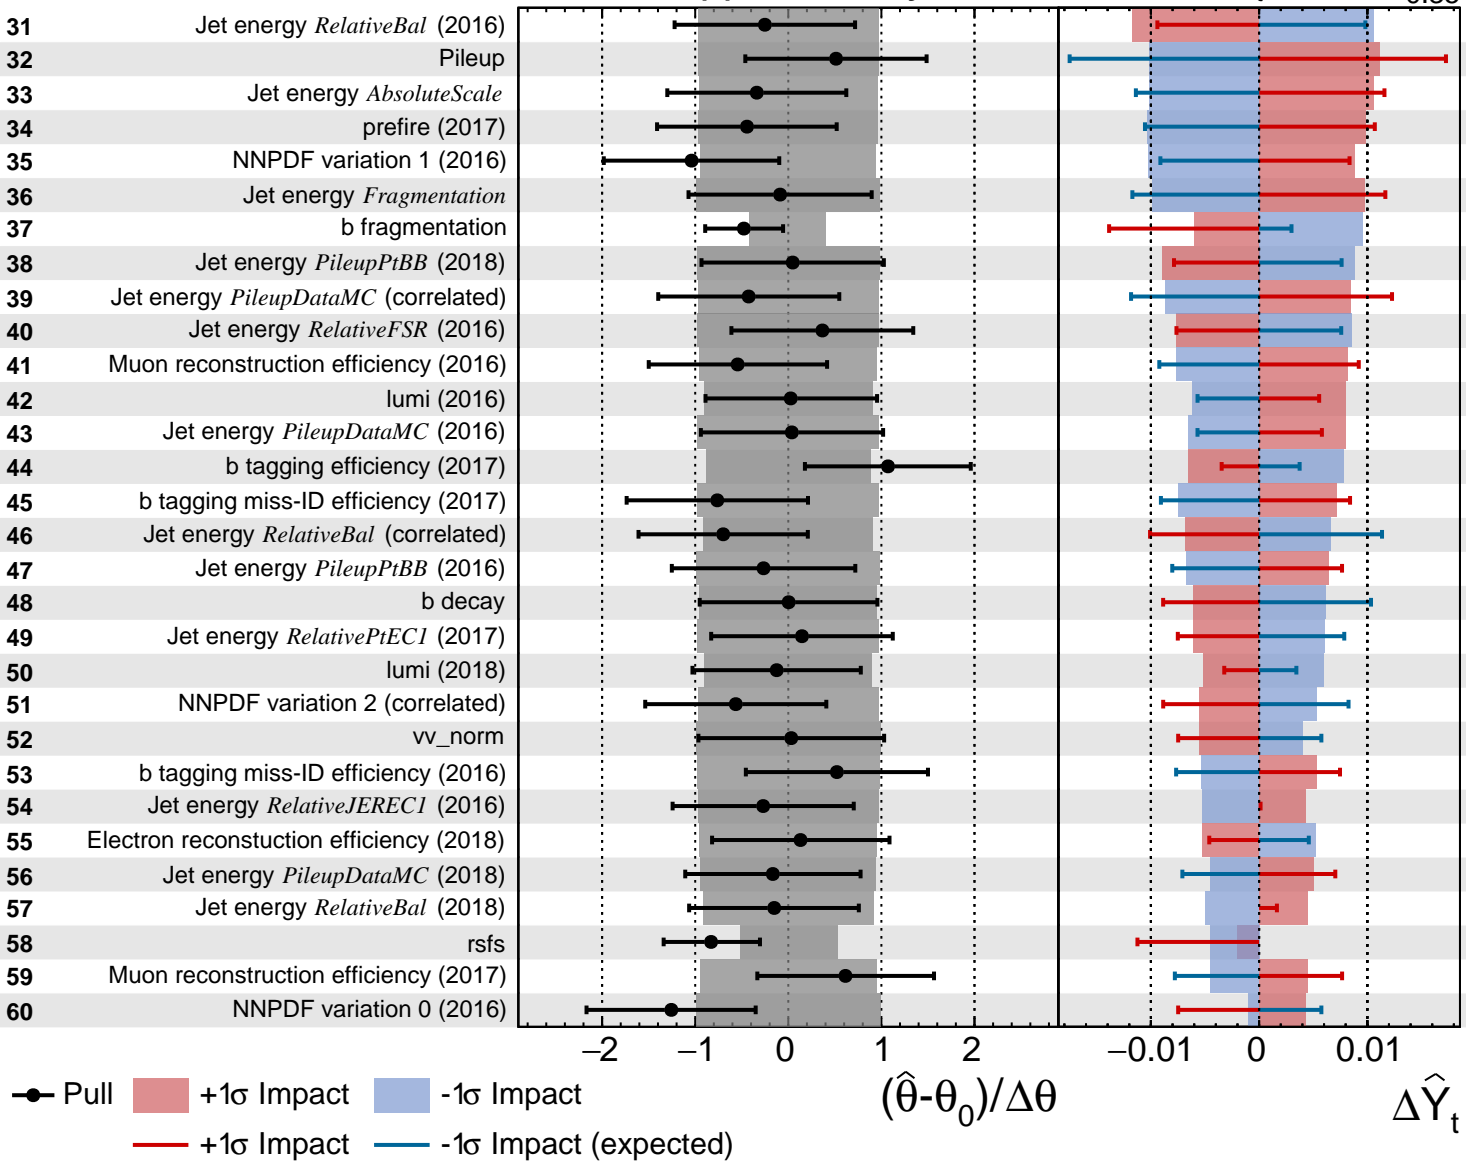 31 Jet energy RelativeBal (2016)
32 Pileup
33 Jet energy AbsoluteScale
34 prefire (2017)
35 NNPDF variation 1 (2016)
36 Jet energy Fragmentation
37 b fragmentation
38 Jet energy PileupPtBB (2018)
39 Jet energy PileupDataMC (correlated)
40 Jet energy RelativeFSR (2016)
41 Muon reconstruction efficiency (2016)
42 lumi (2016)
43 Jet energy PileupDataMC (2016)
44 b tagging efficiency (2017)
45 b tagging miss-ID efficiency (2017)
46 Jet energy RelativeBal (correlated)
47 Jet energy PileupPtBB (2016)
48 b decay
49 Jet energy RelativePtEC1 (2017)
50 lumi (2018)
51 NNPDF variation 2 (correlated)
52 vv_norm
53 b tagging miss-ID efficiency (2016)
54 Jet energy RelativeJEREC1 (2016)
55 Electron reconstuction efficiency (2018)
56 Jet energy PileupDataMC (2018)
57 Jet energy RelativeBal (2018)
58 rsfs
59 Muon reconstruction efficiency (2017)
60 NNPDF variation 0 (2016)
−2 −1 0 1 2 −0.01 0 0.01
Pull +1σ Impact -1σ Impact (θ̂-θ₀)/Δθ ΔŶₜ
+1σ Impact -1σ Impact (expected)